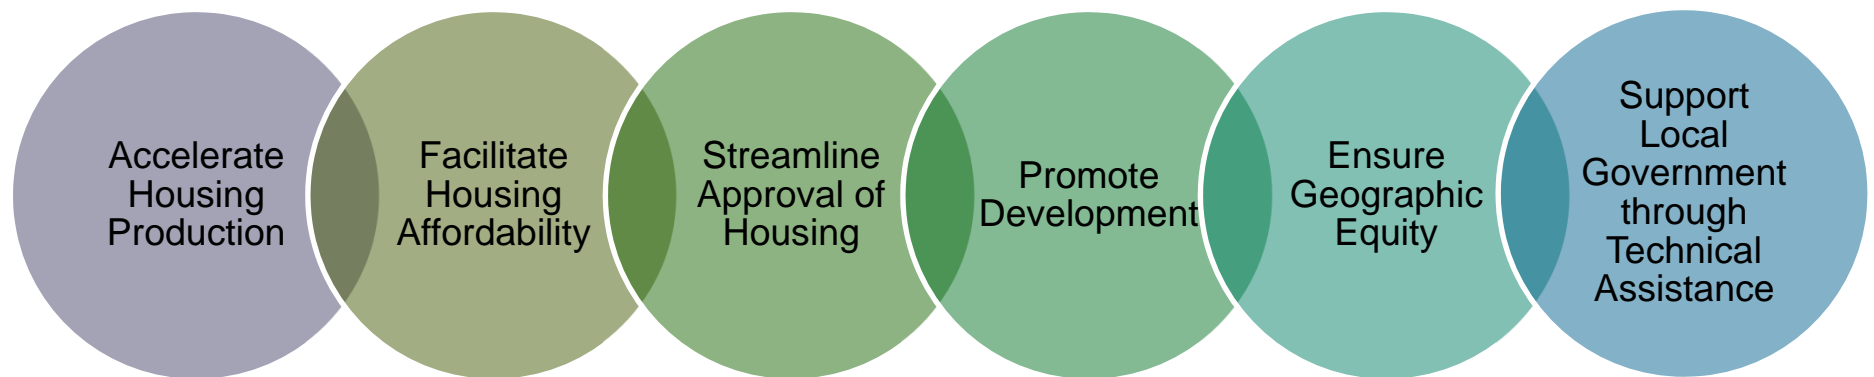 Accelerate
Housing
Production
Facilitate
Housing
Affordability
Streamline
Approval of
Housing
Promote
Development
Ensure
Geographic
Equity
Support
Local
Government
through
Technical
Assistance